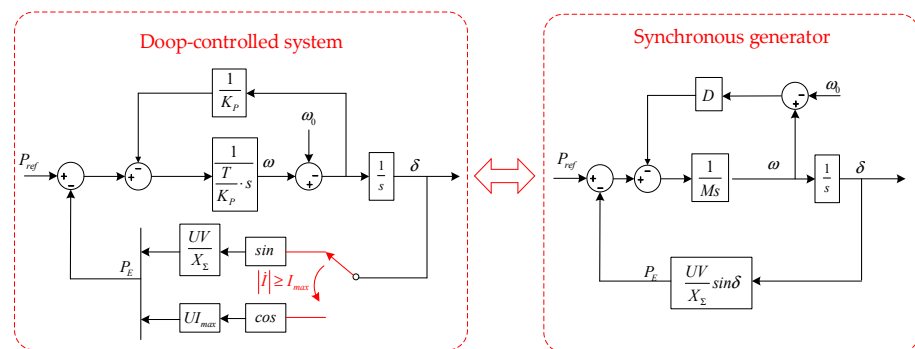 Doop-controlled system
1/K_P
ω_0
P_ref
1/(T/K_P · s)
ω
1/s
δ
UV/X_Σ
sin
P_E
|İ| ≥ I_max
UI_max
cos
Synchronous generator
D
ω_0
P_ref
1/Ms
ω
1/s
δ
P_E
UV/X_Σ sinδ